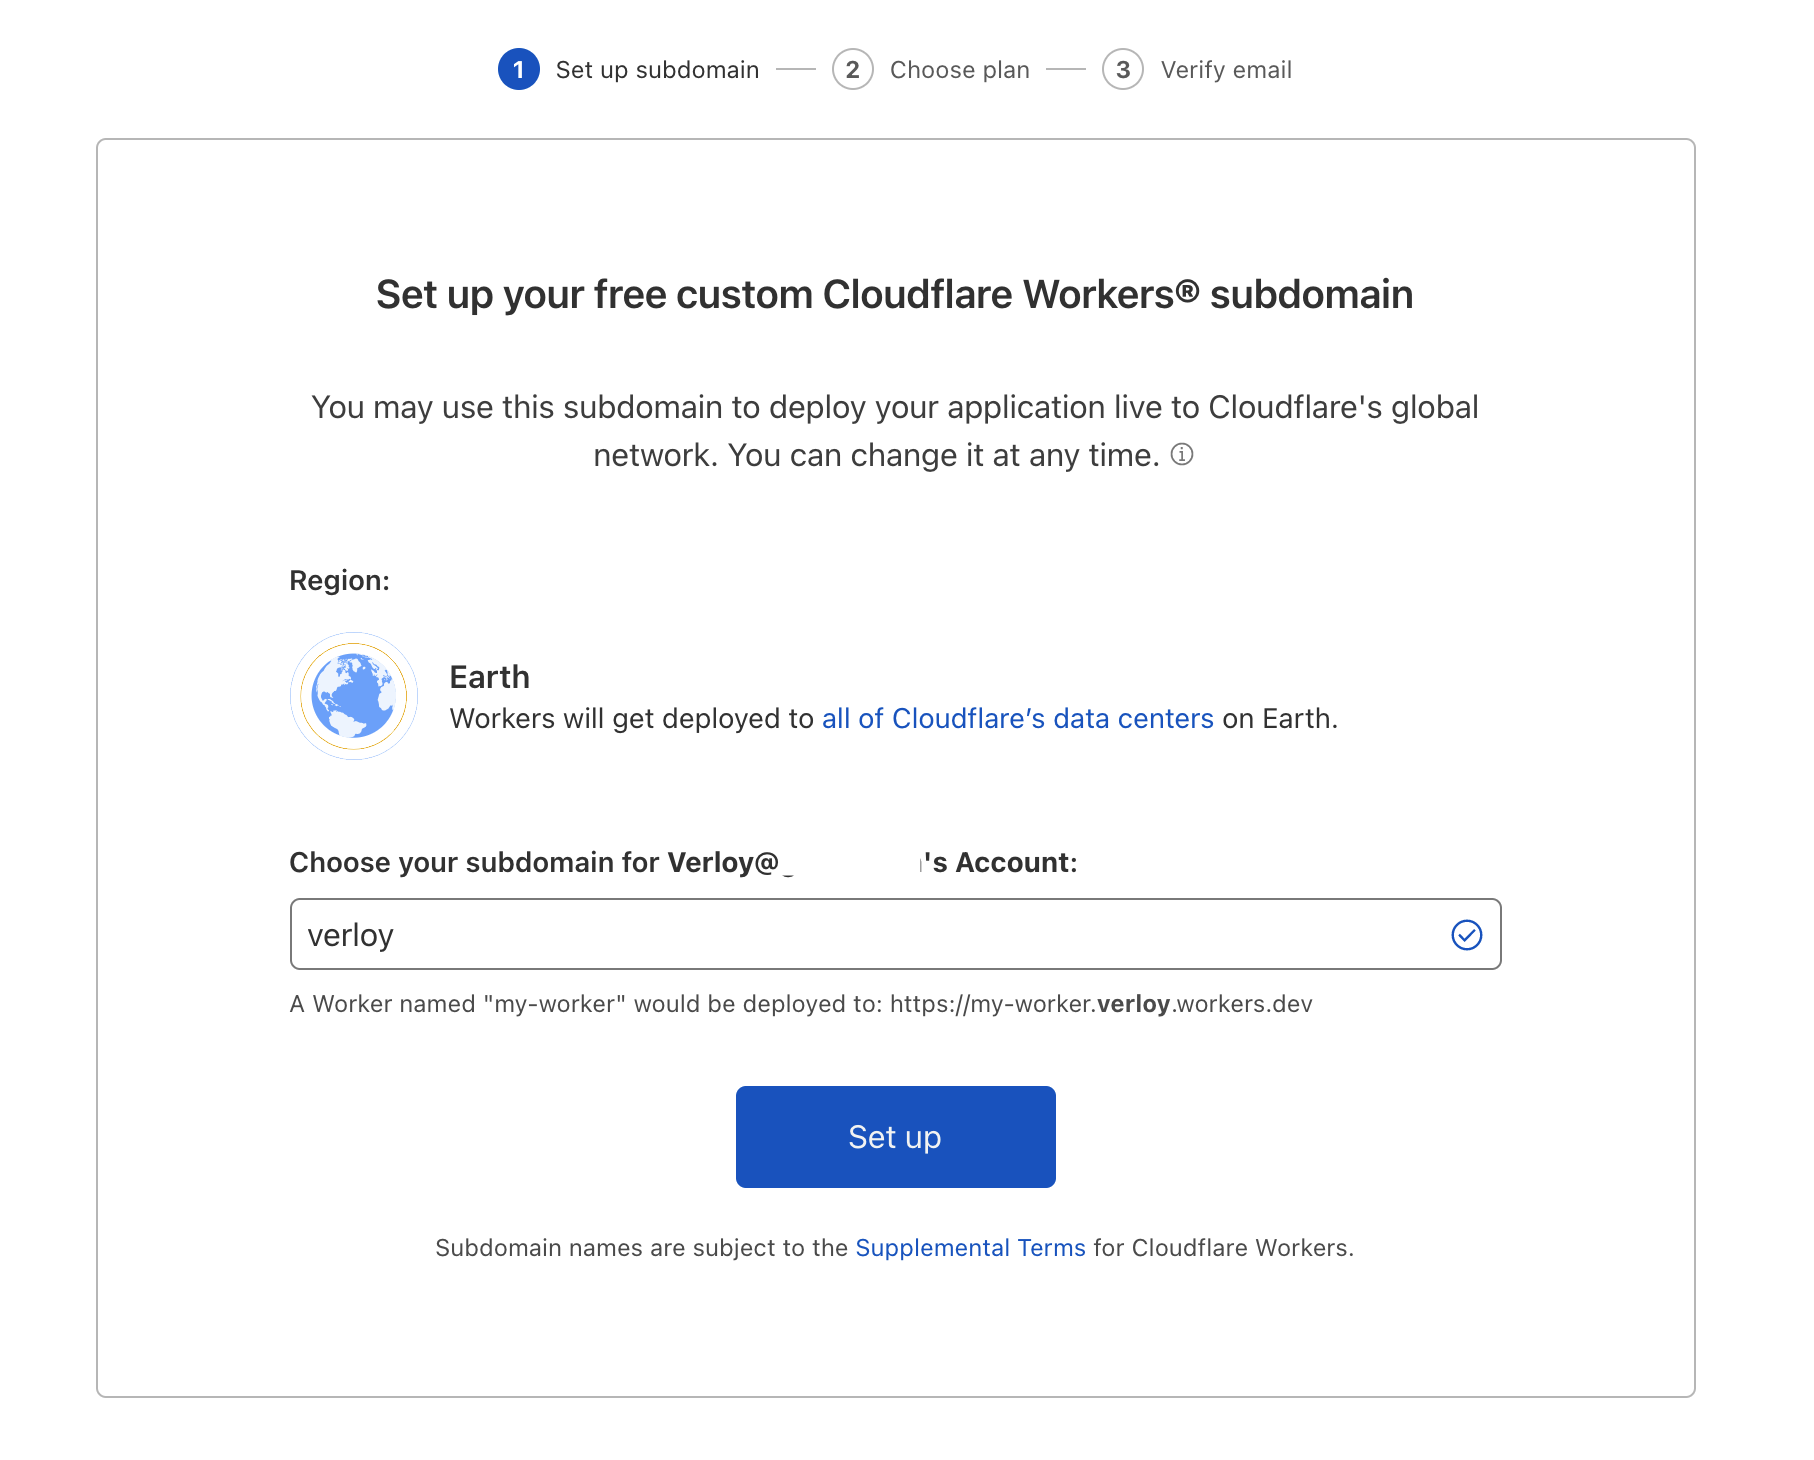 1 Set up subdomain 2 Choose plan 3 Verify email
Set up your free custom Cloudflare Workers® subdomain
You may use this subdomain to deploy your application live to Cloudflare's global
network. You can change it at any time.
Region:
Earth
Workers will get deployed to all of Cloudflare’s data centers on Earth.
Choose your subdomain for Verloy@ 's Account:
verloy
A Worker named "my-worker" would be deployed to: https://my-worker.verloy.workers.dev
Set up
Subdomain names are subject to the Supplemental Terms for Cloudflare Workers.